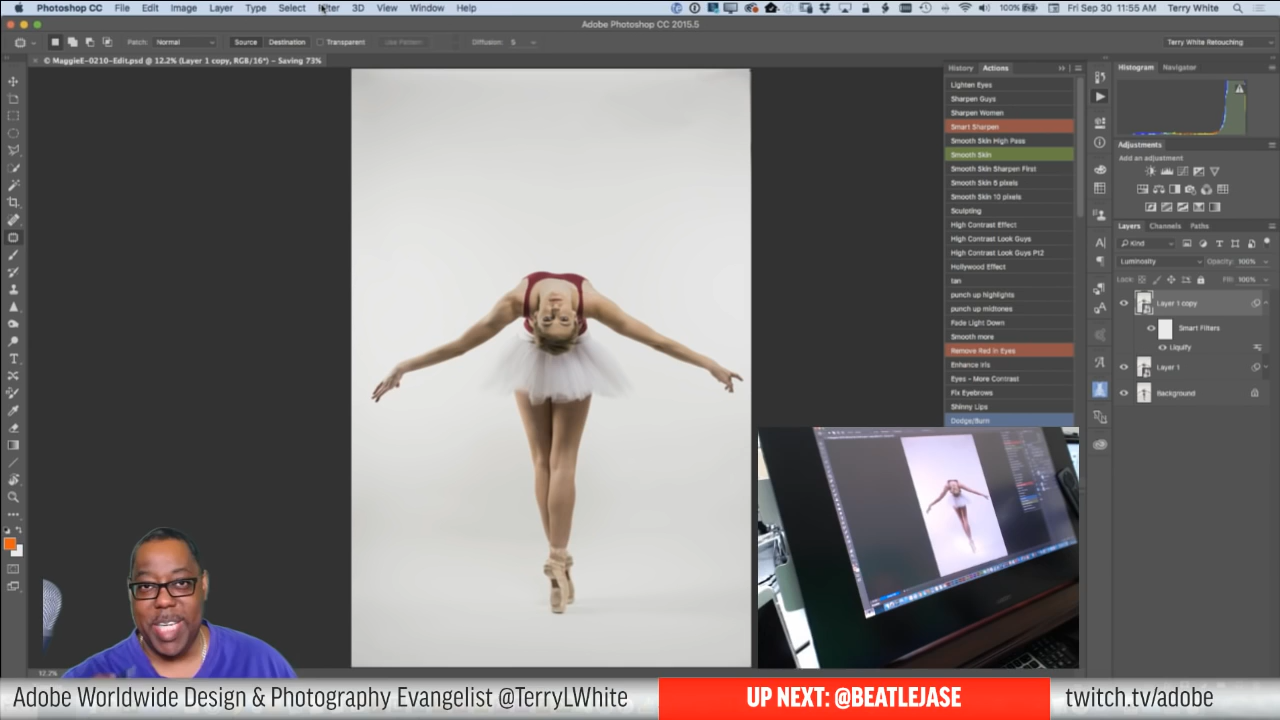 Photoshop CC File Edit Image Layer Type Select Filter 3D View Window Help 100% Fri Sep 30 11:55 AM Terry White
Adobe Photoshop CC 2015.5
Patch: Normal Source Destination Transparent Use Pattern Diffusion: 5 Terry White Retouching
© MaggieE-0210-Edit.psd @ 12.2% (Layer 1 copy, RGB/16*) – Saving 73%
History Actions
Lighten Eyes
Sharpen Guys
Sharpen Women
Smart Sharpen
Smooth Skin High Pass
Smooth Skin
Smooth Skin Sharpen First
Smooth Skin 5 pixels
Smooth Skin 10 pixels
Sculpting
High Contrast Effect
High Contrast Look Guys
High Contrast Look Guys Pt2
Hollywood Effect
tan
punch up highlights
punch up midtones
Fade Light Down
Smooth more
Remove Red in Eyes
Enhance Iris
Eyes - More Contrast
Fix Eyebrows
Shinny Lips
Dodge/Burn
Histogram Navigator
Adjustments
Add an adjustment
Layers Channels Paths
Kind
Luminosity Opacity: 100%
Lock: Fill: 100%
Layer 1 copy
Smart Filters
Liquify
Layer 1
Background
12.2%
Adobe Worldwide Design & Photography Evangelist @TerryLWhite
UP NEXT: @BEATLEJASE
twitch.tv/adobe